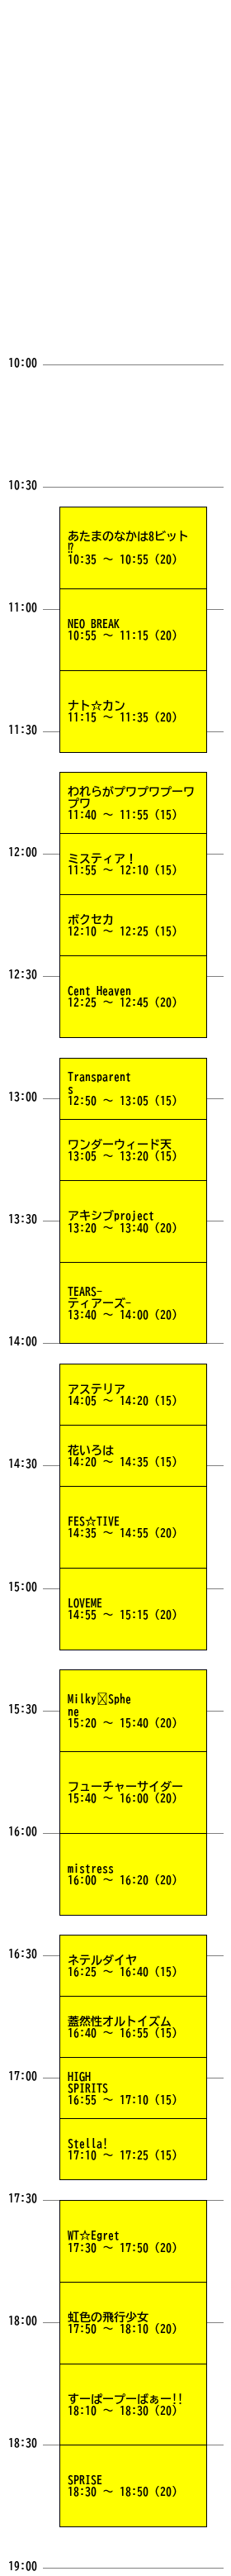 10:00
10:30
あたまのなかは8ビット
⁉
10:35 ～ 10:55 (20)
11:00
NEO BREAK
10:55 ～ 11:15 (20)
ナト☆カン
11:15 ～ 11:35 (20)
11:30
われらがプワプワプーワ
プワ
11:40 ～ 11:55 (15)
12:00
ミスティア！
11:55 ～ 12:10 (15)
ボクセカ
12:10 ～ 12:25 (15)
12:30
Cent Heaven
12:25 ～ 12:45 (20)
Transparent
s
12:50 ～ 13:05 (15)
13:00
ワンダーウィード天
13:05 ～ 13:20 (15)
13:30
アキシブproject
13:20 ～ 13:40 (20)
TEARS-
ティアーズ-
13:40 ～ 14:00 (20)
14:00
アステリア
14:05 ～ 14:20 (15)
花いろは
14:20 ～ 14:35 (15)
14:30
FES☆TIVE
14:35 ～ 14:55 (20)
15:00
LOVEME
14:55 ～ 15:15 (20)
Milky〿Sphe
ne
15:20 ～ 15:40 (20)
15:30
フューチャーサイダー
15:40 ～ 16:00 (20)
16:00
mistress
16:00 ～ 16:20 (20)
16:30
ネテルダイヤ
16:25 ～ 16:40 (15)
蓋然性オルトイズム
16:40 ～ 16:55 (15)
17:00
HIGH
SPIRITS
16:55 ～ 17:10 (15)
Stella!
17:10 ～ 17:25 (15)
17:30
WT☆Egret
17:30 ～ 17:50 (20)
18:00
虹色の飛行少女
17:50 ～ 18:10 (20)
すーぱーぷーばぁー!!
18:10 ～ 18:30 (20)
18:30
SPRISE
18:30 ～ 18:50 (20)
19:00